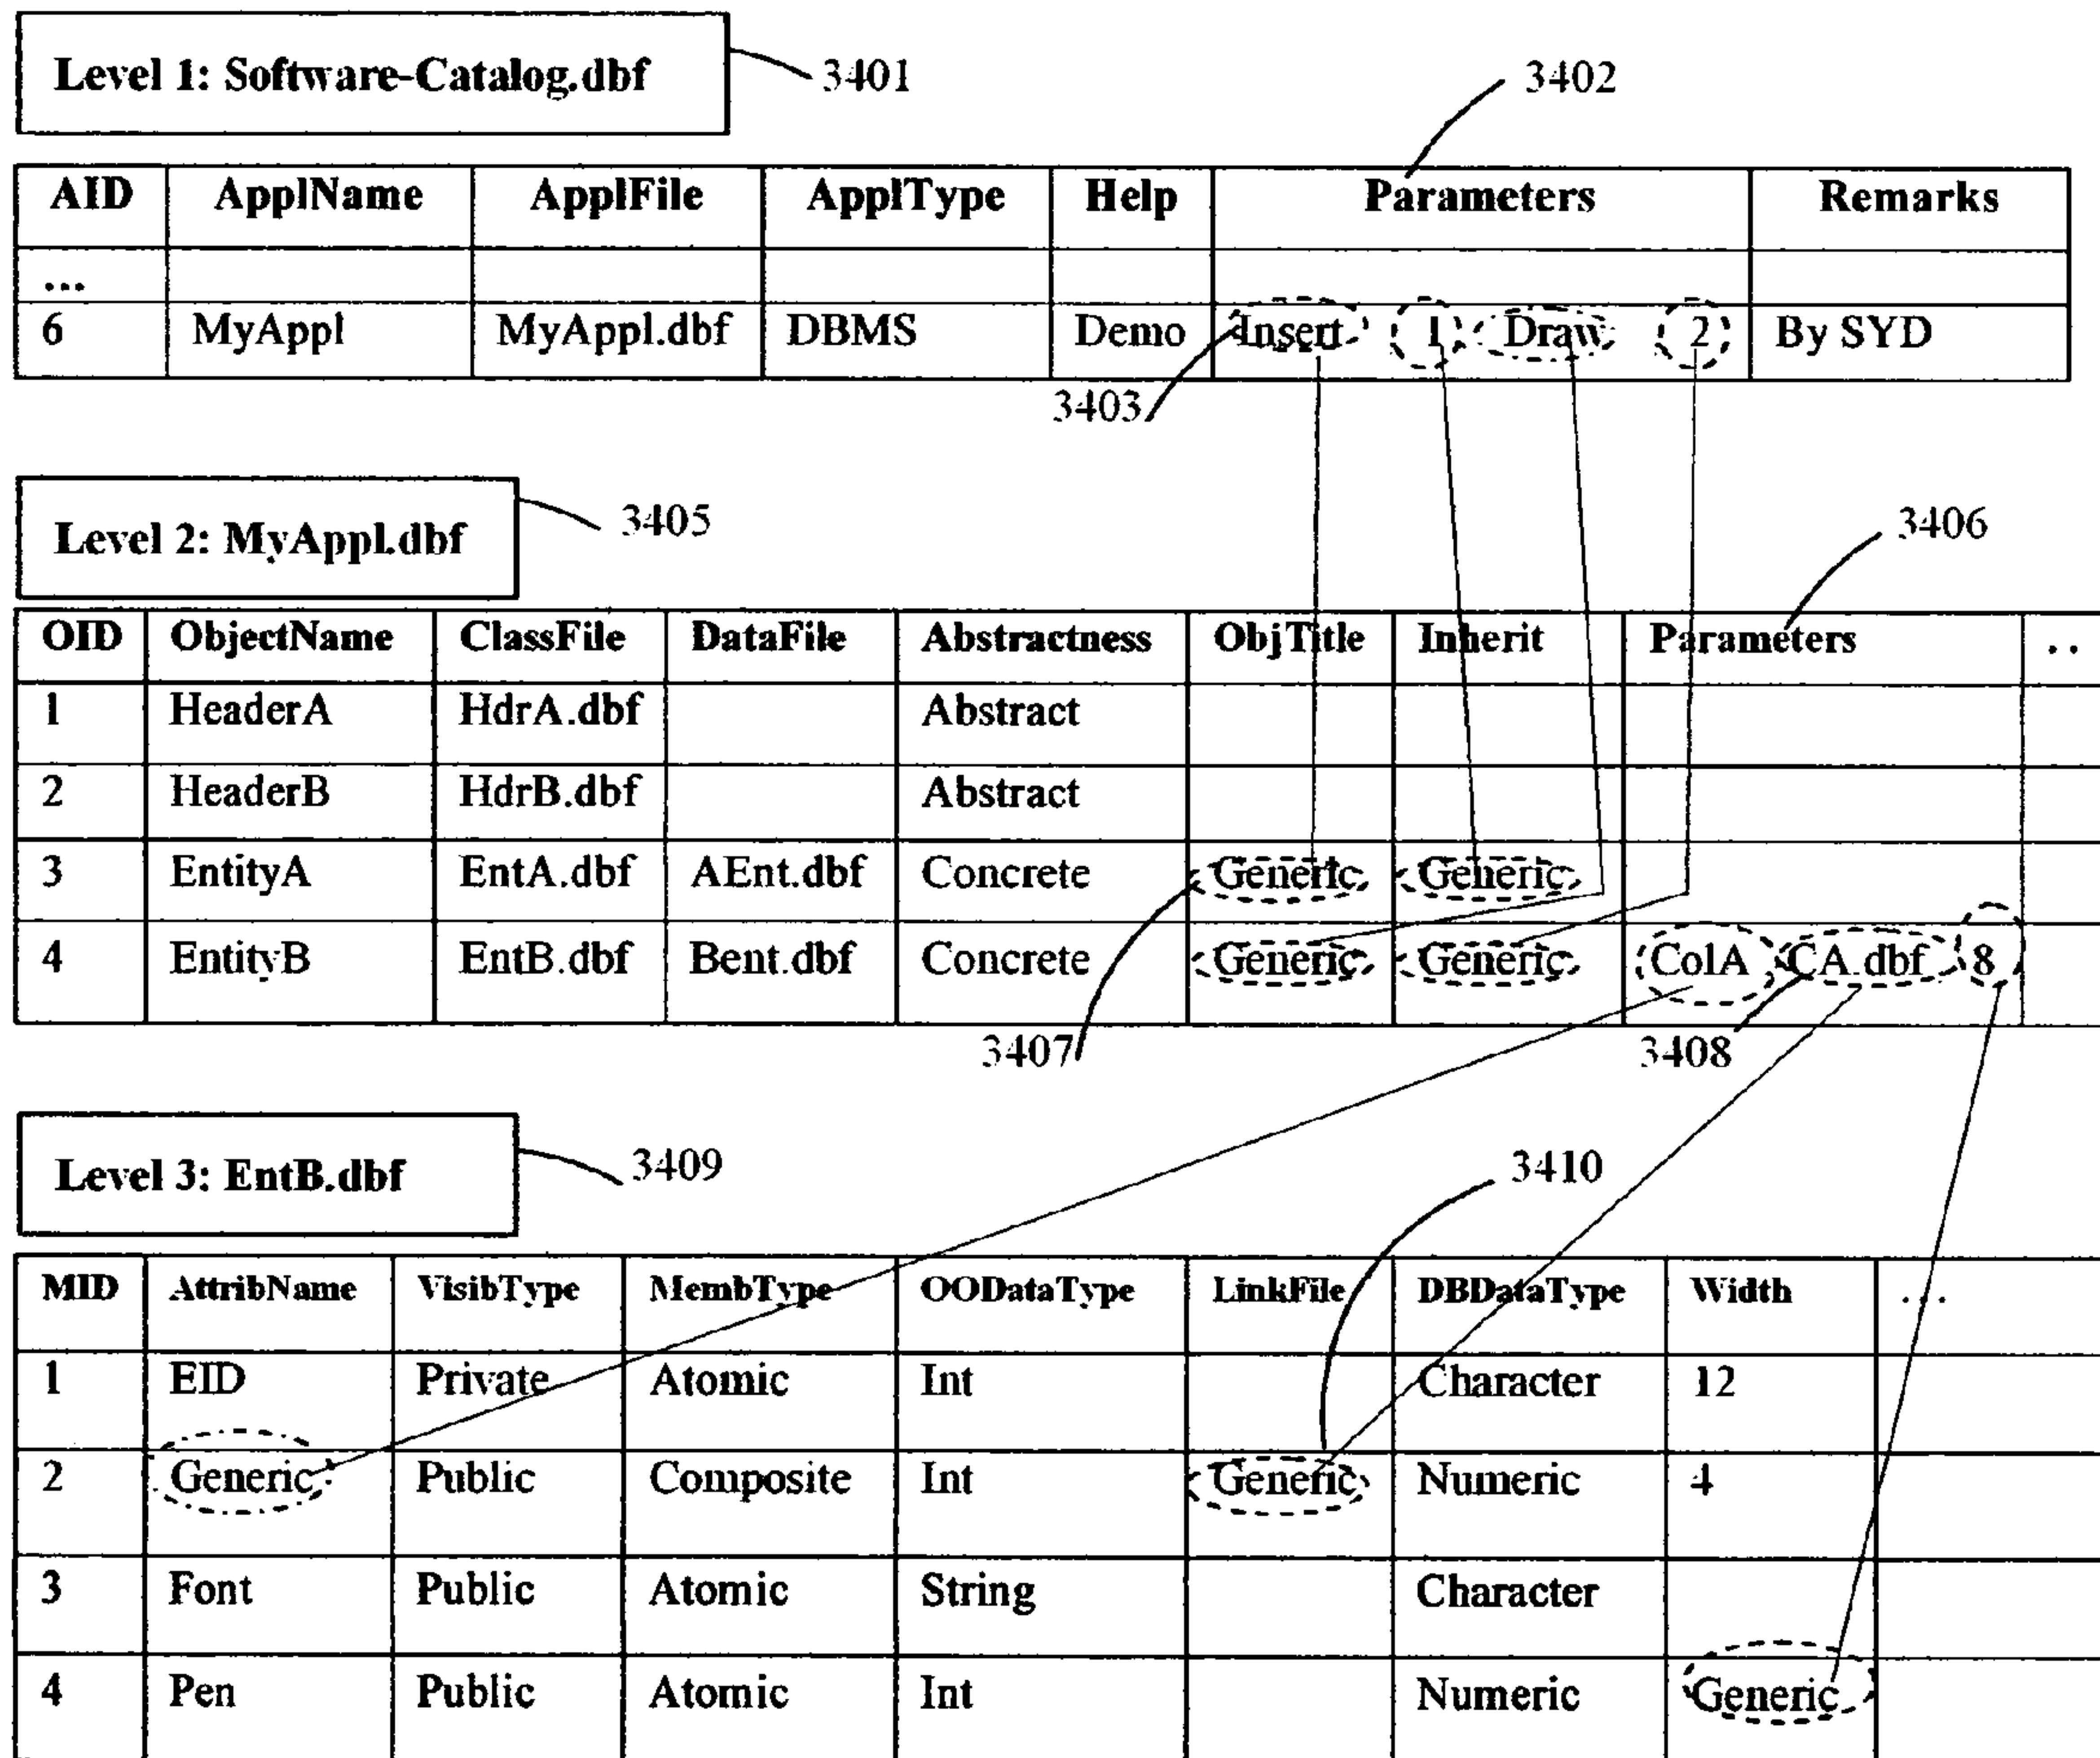 Level 1: Software-Catalog.dbf 3401
3402
AID ApplName ApplFile ApplType Help Parameters Remarks
...
6 MyAppl MyAppl.dbf DBMS Demo Insert 1 Draw 2 By SYD
3403
Level 2: MyAppl.dbf 3405
3406
OID ObjectName ClassFile DataFile Abstractness ObjTitle Inherit Parameters ..
1 HeaderA HdrA.dbf Abstract
2 HeaderB HdrB.dbf Abstract
3 EntityA EntA.dbf AEnt.dbf Concrete Generic Generic
4 EntityB EntB.dbf Bent.dbf Concrete Generic Generic ColA CA.dbf 8
3407 3408
Level 3: EntB.dbf 3409
3410
MID AttribName VisibType MembType OODataType LinkFile DBDataType Width ...
1 EID Private Atomic Int Character 12
2 Generic Public Composite Int Generic Numeric 4
3 Font Public Atomic String Character
4 Pen Public Atomic Int Numeric Generic